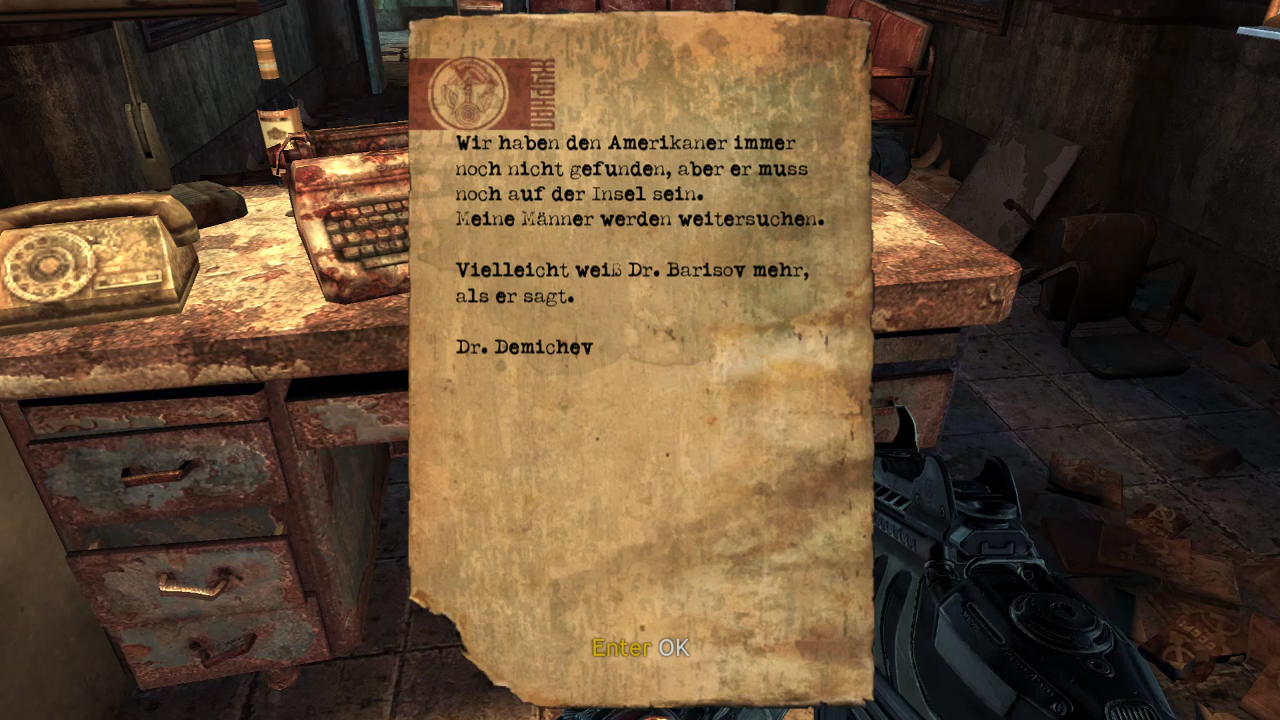 Wir haben den Amerikaner immer
noch nicht gefunden, aber er muss
noch auf der Insel sein.
Meine Männer werden weitersuchen.
Vielleicht weiß Dr. Barisov mehr,
als er sagt.
Dr. Demichev
Enter OK